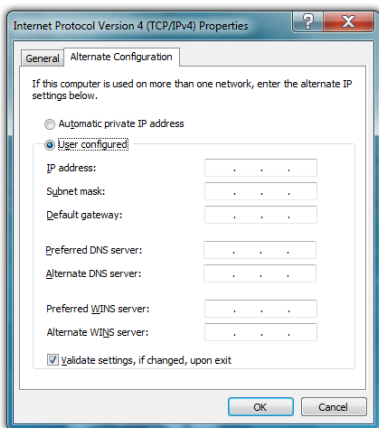 Internet Protocol Version 4 (TCP/IPv4) Properties
General
Alternate Configuration
If this computer is used on more than one network, enter the alternate IP
settings below.
Automatic private IP address
User configured
IP address:
Subnet mask:
Default gateway:
Preferred DNS server:
Alternate DNS server:
Preferred WINS server:
Alternate WINS server:
Validate settings, if changed, upon exit
OK
Cancel